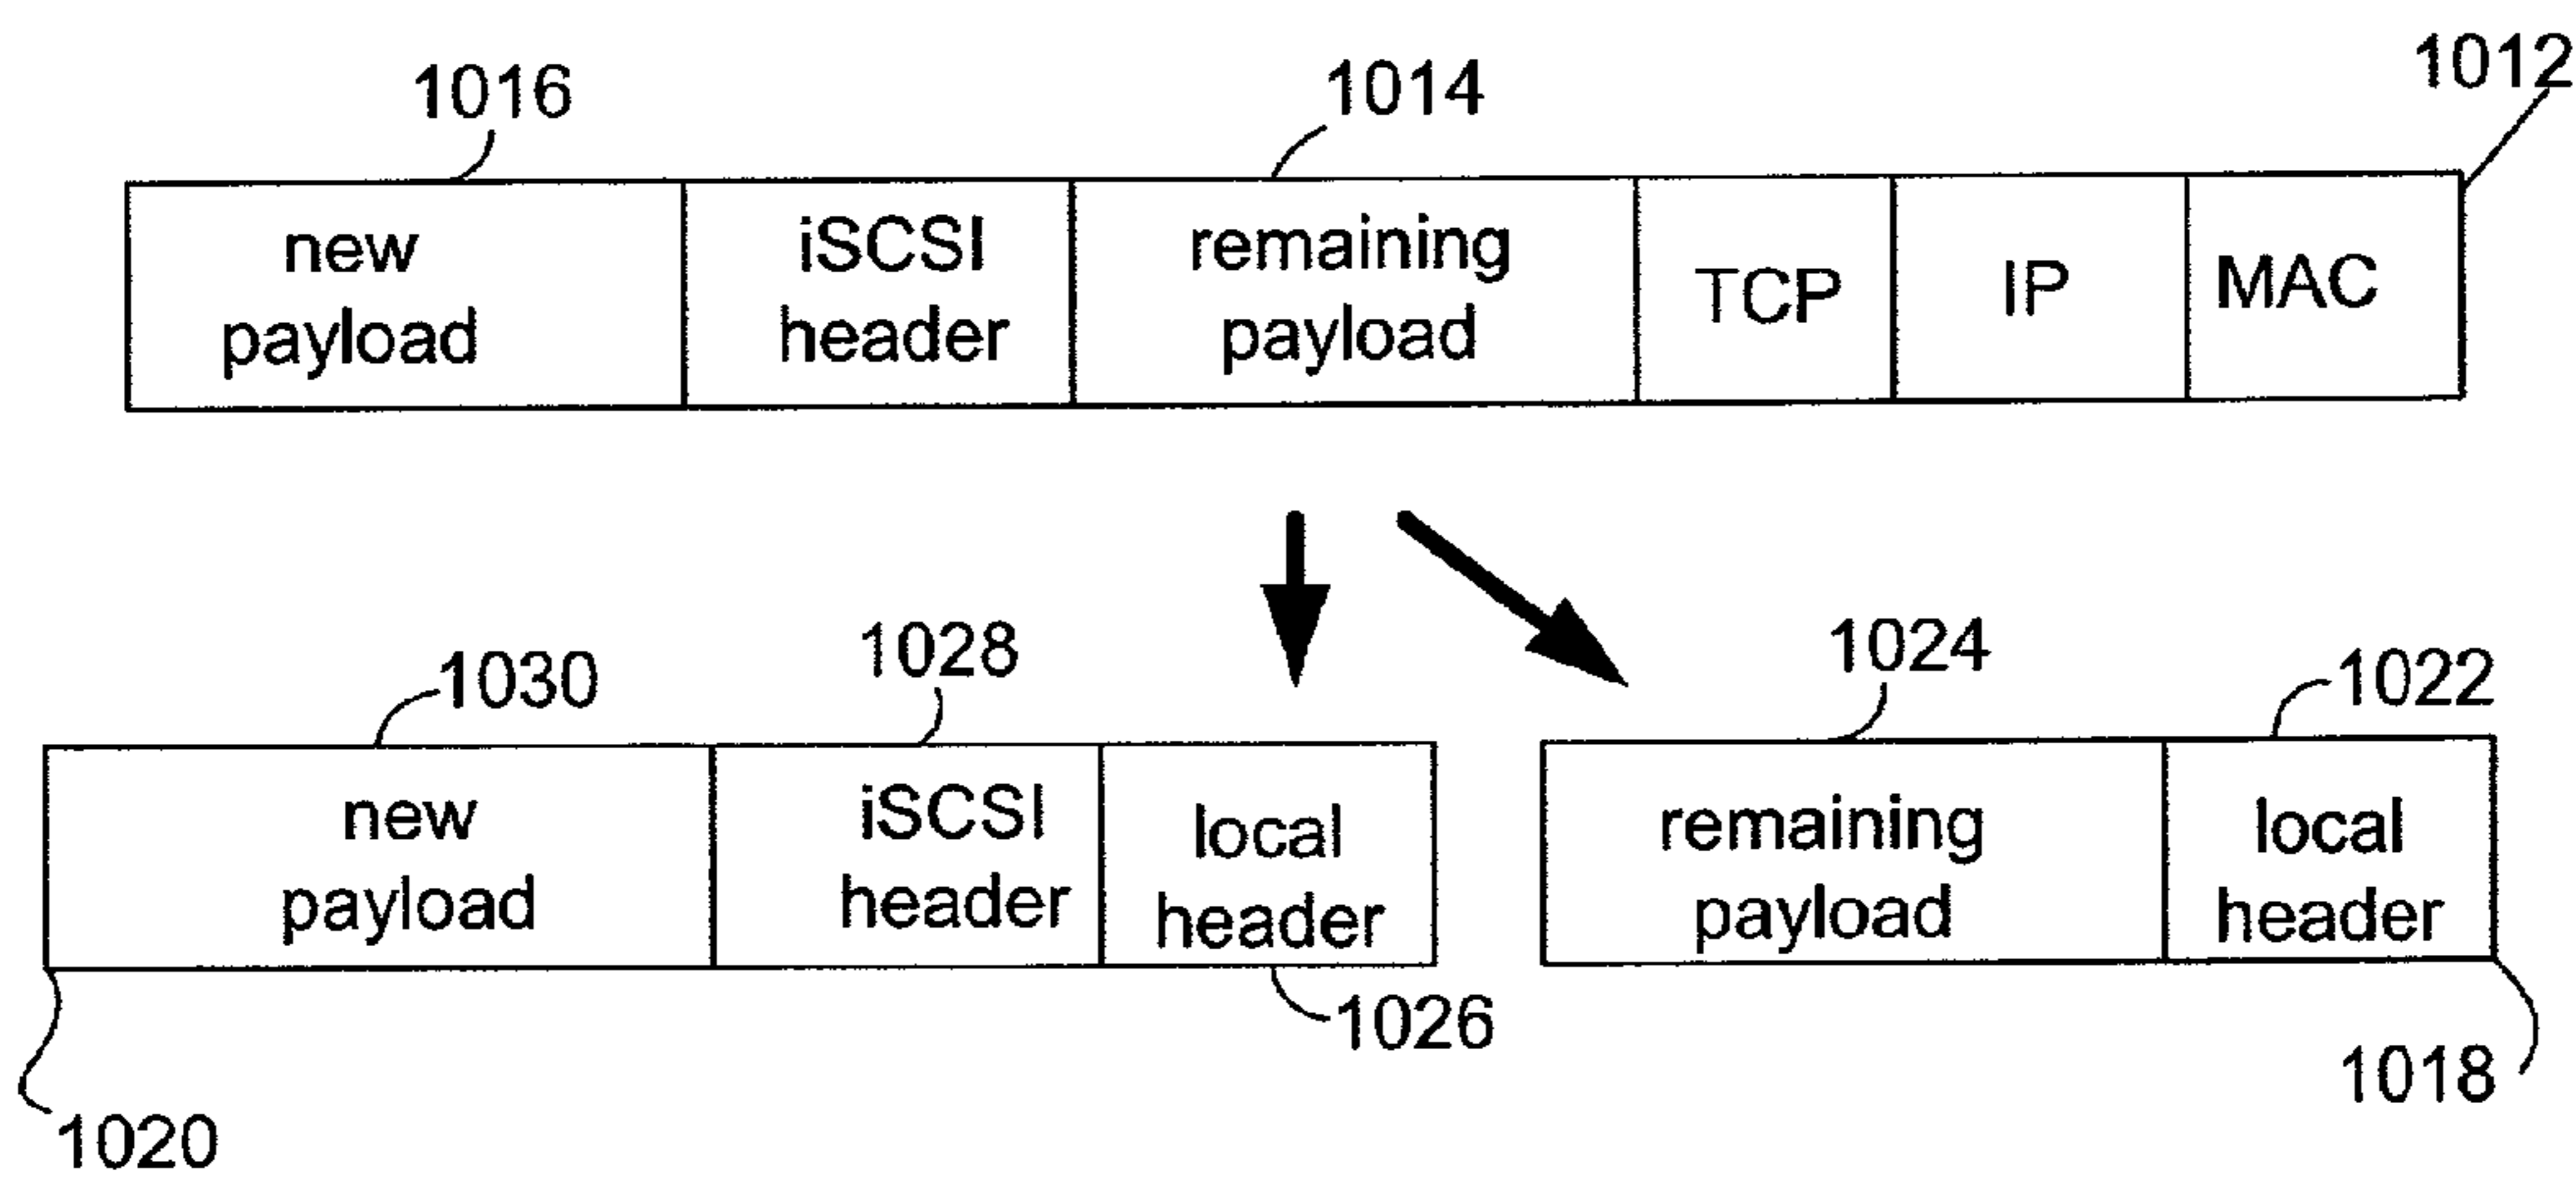 1016
1014
1012
new
payload
iSCSI
header
remaining
payload
TCP
IP
MAC
1030
1028
1024
1022
new
payload
iSCSI
header
local
header
remaining
payload
local
header
1026
1018
1020